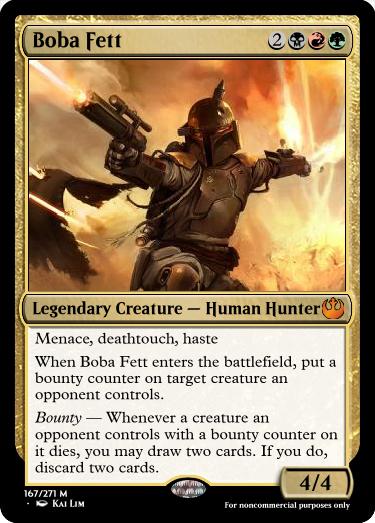 Boba Fett 2
Legendary Creature — Human Hunter
Menace, deathtouch, haste
When Boba Fett enters the battlefield, put a
bounty counter on target creature an
opponent controls.
Bounty — Whenever a creature an
opponent controls with a bounty counter on
it dies, you may draw two cards. If you do,
discard two cards.
4/4
167/271 M
Kai Lim
For noncommercial purposes only